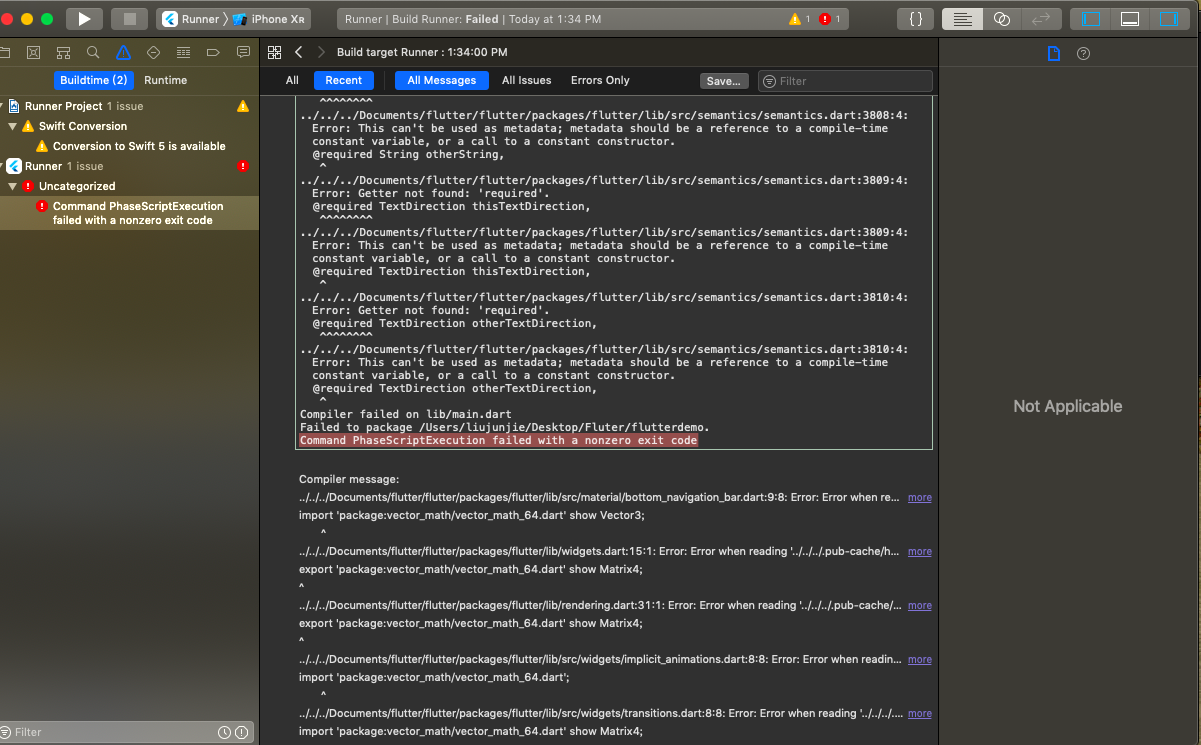 Runner
iPhone XR
Runner | Build Runner: Failed | Today at 1:34 PM
1
1
{ }
Build target Runner : 1:34:00 PM
Buildtime (2)
Runtime
All
Recent
All Messages
All Issues
Errors Only
Save...
Filter
Runner Project 1 issue
Swift Conversion
Conversion to Swift 5 is available
Runner 1 issue
Uncategorized
Command PhaseScriptExecution
failed with a nonzero exit code
Filter
^^^^^^^^
../../../Documents/flutter/flutter/packages/flutter/lib/src/semantics/semantics.dart:3808:4:
Error: This can't be used as metadata; metadata should be a reference to a compile-time
constant variable, or a call to a constant constructor.
@required String otherString,
^
../../../Documents/flutter/flutter/packages/flutter/lib/src/semantics/semantics.dart:3809:4:
Error: Getter not found: 'required'.
@required TextDirection thisTextDirection,
^^^^^^^^
../../../Documents/flutter/flutter/packages/flutter/lib/src/semantics/semantics.dart:3809:4:
Error: This can't be used as metadata; metadata should be a reference to a compile-time
constant variable, or a call to a constant constructor.
@required TextDirection thisTextDirection,
^
../../../Documents/flutter/flutter/packages/flutter/lib/src/semantics/semantics.dart:3810:4:
Error: Getter not found: 'required'.
@required TextDirection otherTextDirection,
^^^^^^^^
../../../Documents/flutter/flutter/packages/flutter/lib/src/semantics/semantics.dart:3810:4:
Error: This can't be used as metadata; metadata should be a reference to a compile-time
constant variable, or a call to a constant constructor.
@required TextDirection otherTextDirection,
^
Compiler failed on lib/main.dart
Failed to package /Users/liujunjie/Desktop/Fluter/flutterdemo.
Command PhaseScriptExecution failed with a nonzero exit code
Compiler message:
../../../Documents/flutter/flutter/packages/flutter/lib/src/material/bottom_navigation_bar.dart:9:8: Error: Error when re... more
import 'package:vector_math/vector_math_64.dart' show Vector3;
^
../../../Documents/flutter/flutter/packages/flutter/lib/widgets.dart:15:1: Error: Error when reading '../../../.pub-cache/h... more
export 'package:vector_math/vector_math_64.dart' show Matrix4;
^
../../../Documents/flutter/flutter/packages/flutter/lib/rendering.dart:31:1: Error: Error when reading '../../../.pub-cache/... more
export 'package:vector_math/vector_math_64.dart' show Matrix4;
^
../../../Documents/flutter/flutter/packages/flutter/lib/src/widgets/implicit_animations.dart:8:8: Error: Error when readin... more
import 'package:vector_math/vector_math_64.dart';
^
../../../Documents/flutter/flutter/packages/flutter/lib/src/widgets/transitions.dart:8:8: Error: Error when reading '../../../.... more
import 'package:vector_math/vector_math_64.dart' show Matrix4;
Not Applicable